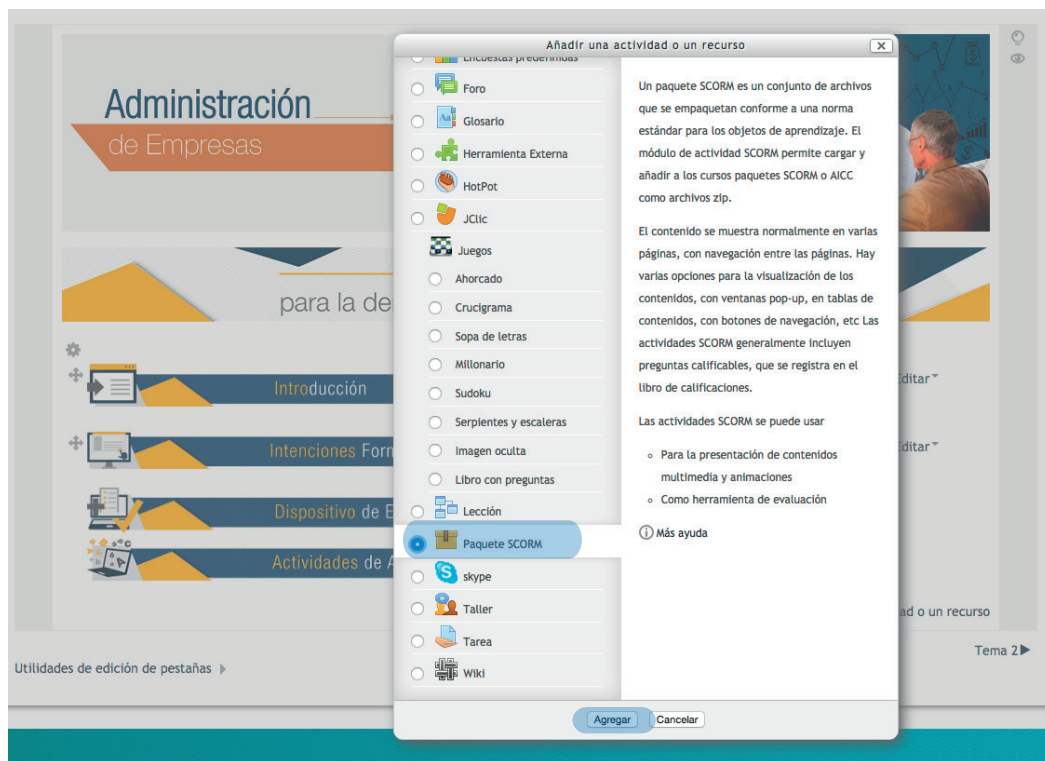 Añadir una actividad o un recurso
Administración
de Empresas
para la de
Introducción
Intenciones Form
Dispositivo de E
Actividades de A
Utilidades de edición de pestañas
Encuestas predefinidas
Foro
Glosario
Herramienta Externa
HotPot
JClic
Juegos
Ahorcado
Crucigrama
Sopa de letras
Millonario
Sudoku
Serpientes y escaleras
Imagen oculta
Libro con preguntas
Lección
Paquete SCORM
skype
Taller
Tarea
Wiki
Un paquete SCORM es un conjunto de archivos
que se empaquetan conforme a una norma
estándar para los objetos de aprendizaje. El
módulo de actividad SCORM permite cargar y
añadir a los cursos paquetes SCORM o AICC
como archivos zip.
El contenido se muestra normalmente en varias
páginas, con navegación entre las páginas. Hay
varias opciones para la visualización de los
contenidos, con ventanas pop-up, en tablas de
contenidos, con botones de navegación, etc Las
actividades SCORM generalmente incluyen
preguntas calificables, que se registra en el
libro de calificaciones.
Las actividades SCORM se puede usar
Para la presentación de contenidos
multimedia y animaciones
Como herramienta de evaluación
Más ayuda
Agregar Cancelar
Editar
Editar
ad o un recurso
Tema 2